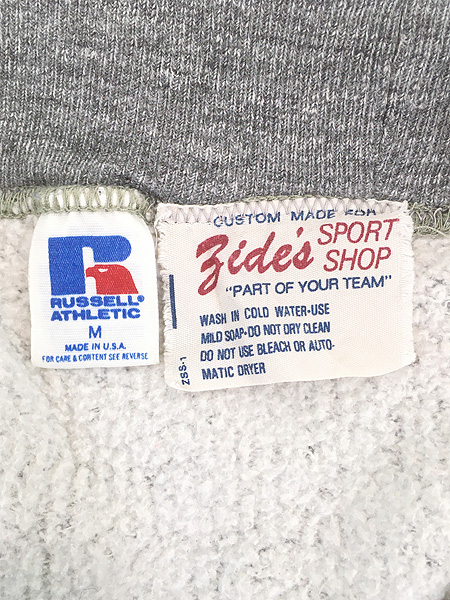 RUSSELL®
ATHLETIC
M
MADE IN U.S.A.
FOR CARE & CONTENT SEE REVERSE
CUSTOM MADE FOR
Zide's SPORT
SHOP
"PART OF YOUR TEAM"
WASH IN COLD WATER-USE
MILD SOAP-DO NOT DRY CLEAN
DO NOT USE BLEACH OR AUTO-
MATIC DRYER
ZSS-1